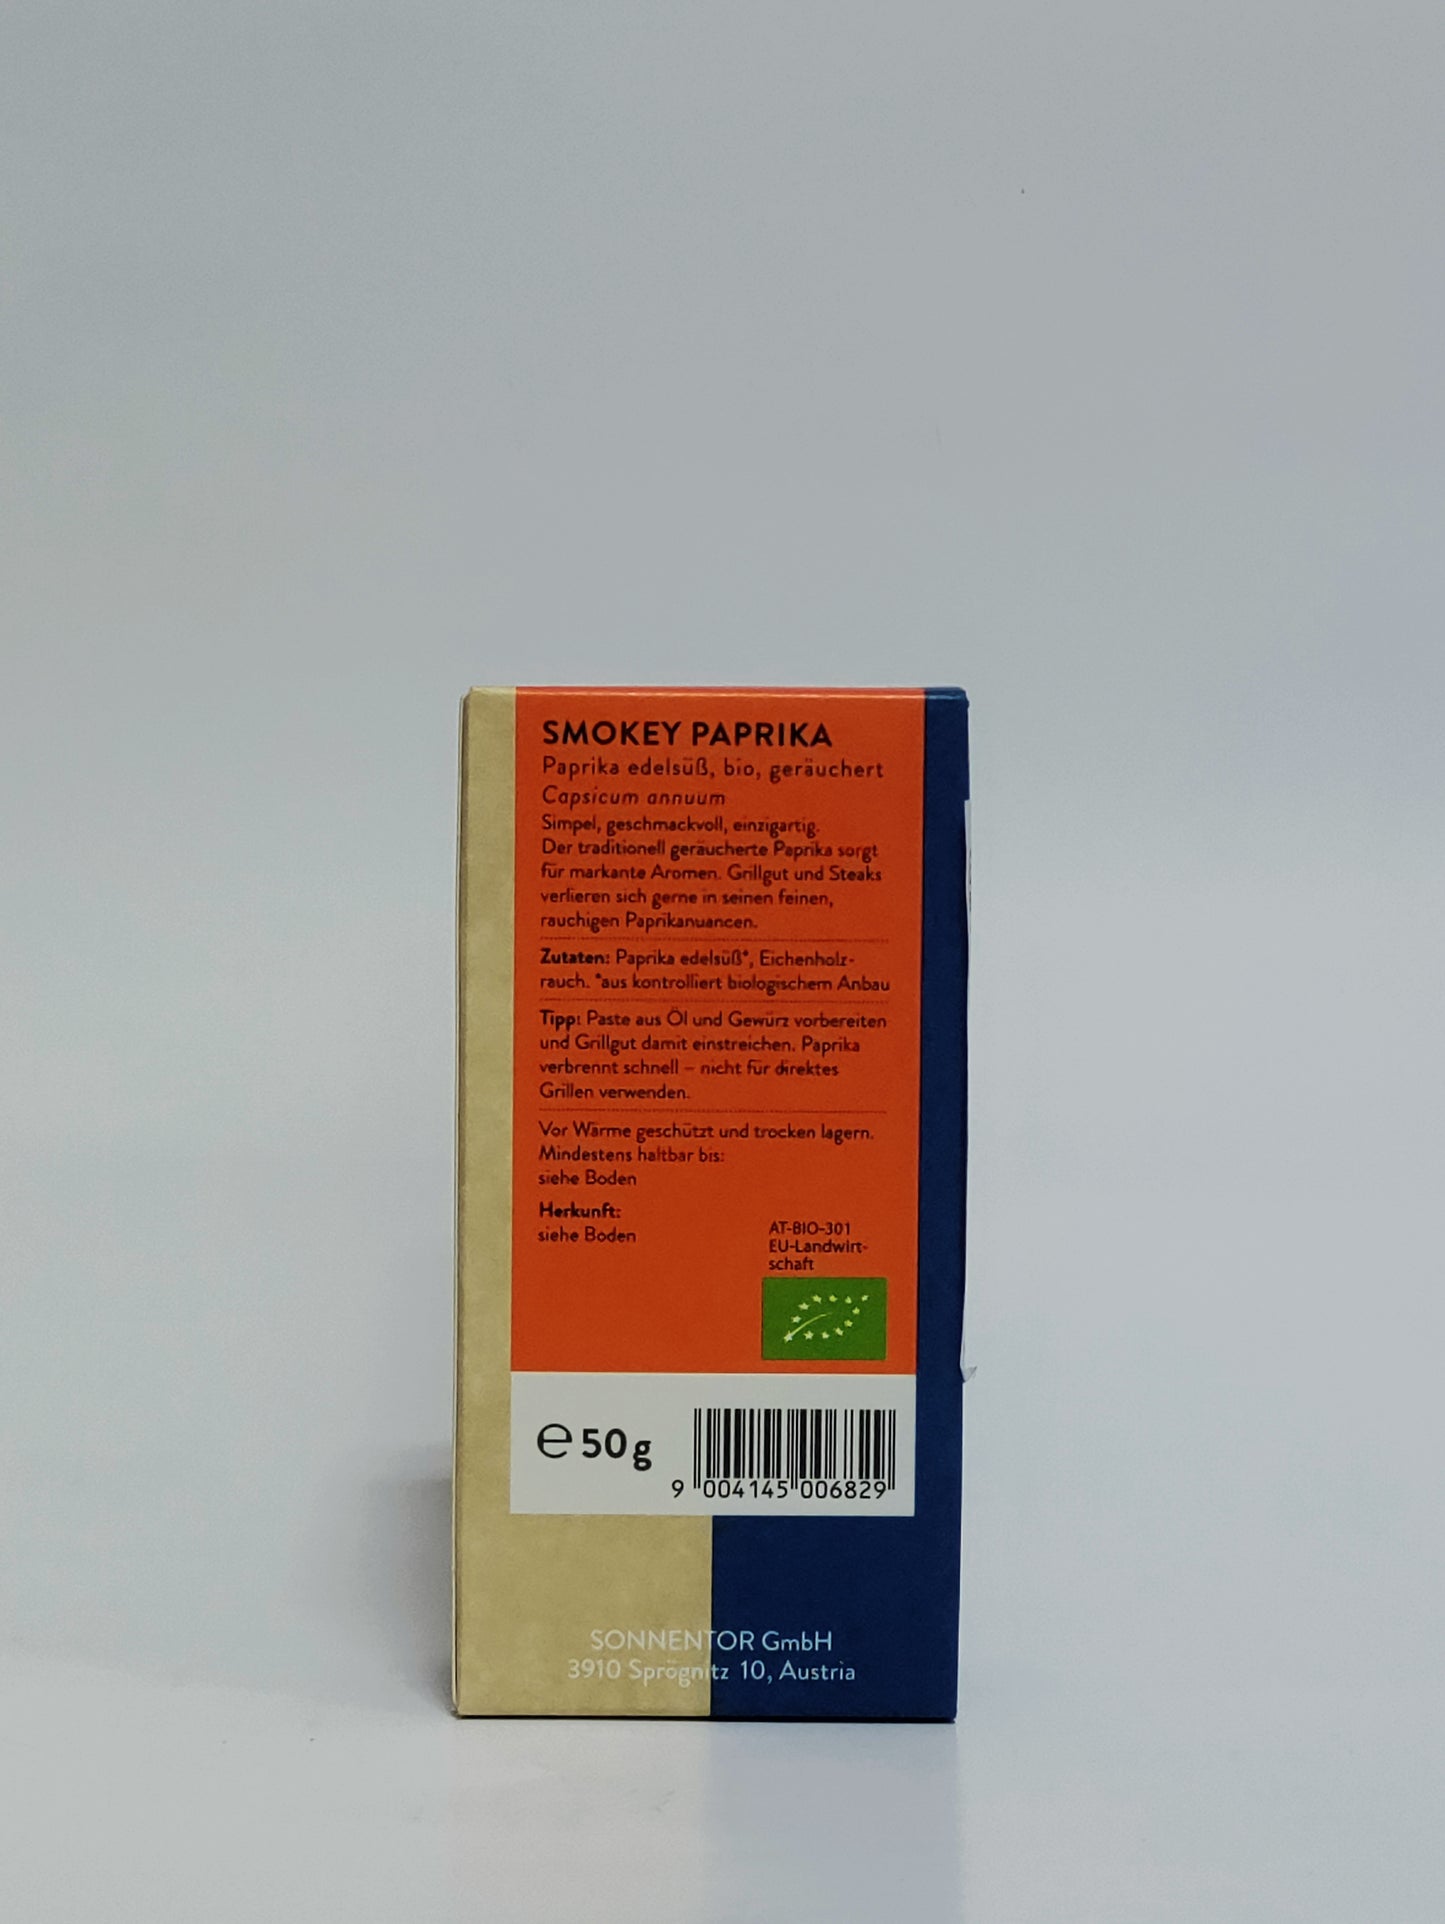 SMOKEY PAPRIKA
Paprika edelsüß, bio, geräuchert
Capsicum annuum
Simpel, geschmackvoll, einzigartig.
Der traditionell geräucherte Paprika sorgt
für markante Aromen. Grillgut und Steaks
verlieren sich gerne in seinen feinen,
rauchigen Paprikanuancen.
Zutaten: Paprika edelsüß*, Eichenholz-
rauch. *aus kontrolliert biologischem Anbau
Tipp: Paste aus Öl und Gewürz vorbereiten
und Grillgut damit einstreichen. Paprika
verbrennt schnell – nicht für direktes
Grillen verwenden.
Vor Wärme geschützt und trocken lagern.
Mindestens haltbar bis:
siehe Boden
Herkunft:
siehe Boden
AT-BIO-301
EU-Landwirt-
schaft
℮ 50 g
9 004145 006829
SONNENTOR GmbH
3910 Sprögnitz 10, Austria